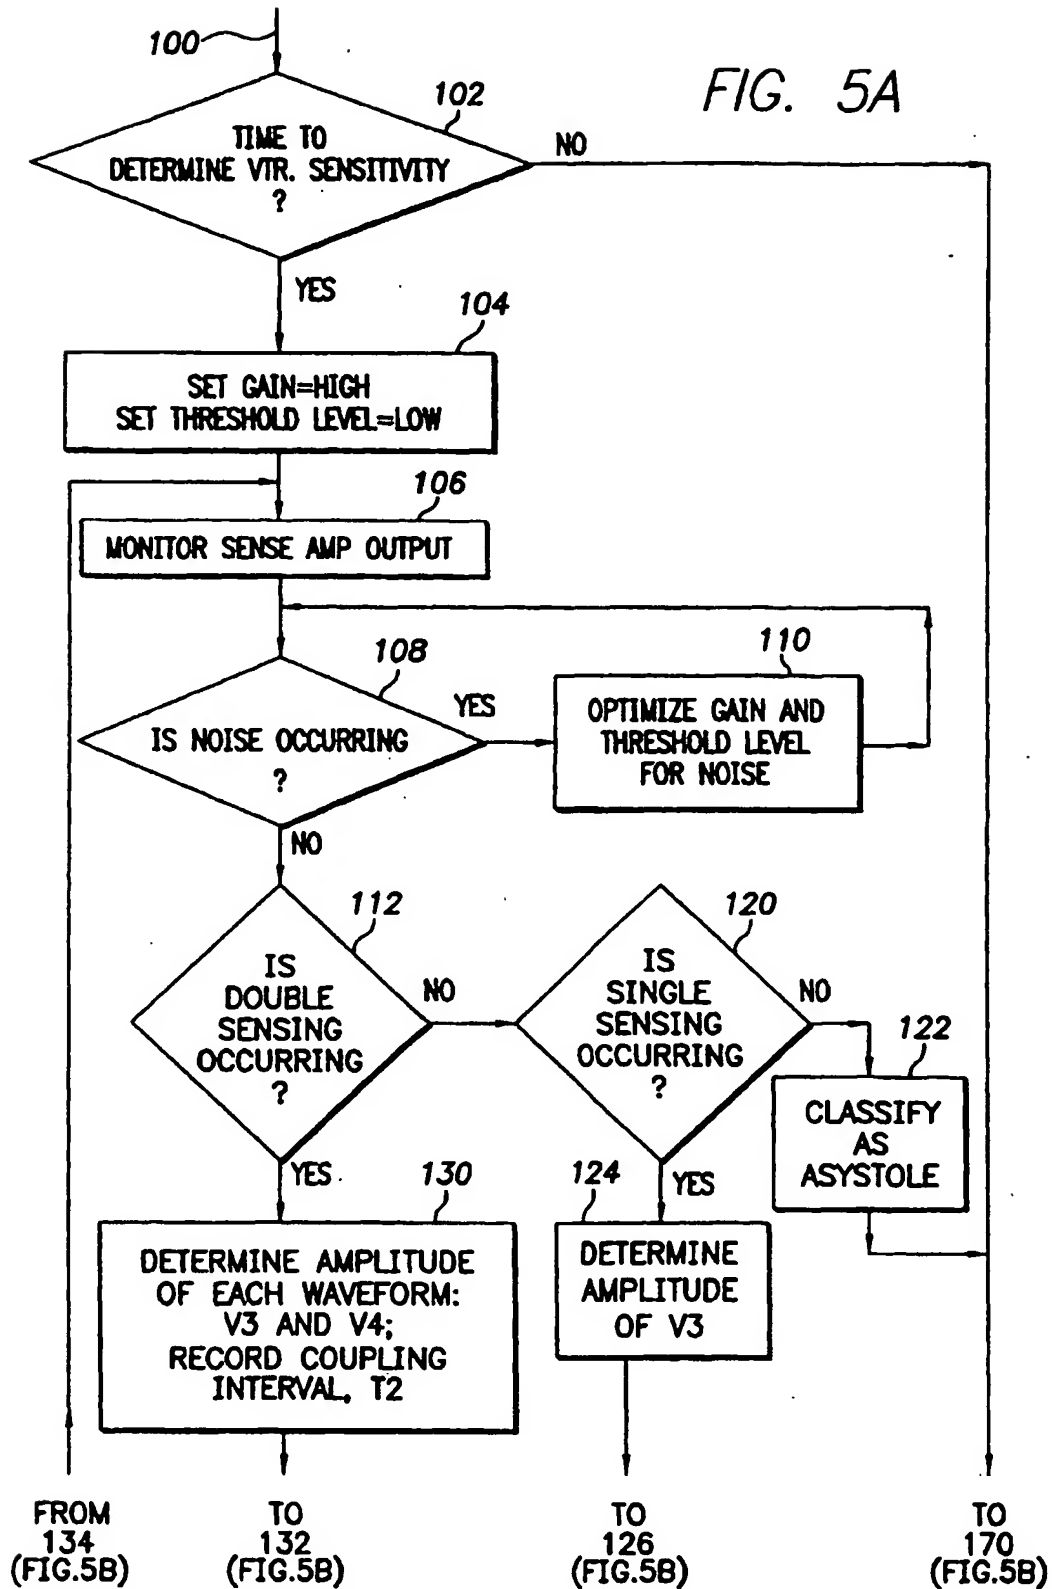 100
FIG. 5A
102
TIME TO
DETERMINE VTR. SENSITIVITY
?
NO
YES
104
SET GAIN=HIGH
SET THRESHOLD LEVEL=LOW
106
MONITOR SENSE AMP OUTPUT
108
IS NOISE OCCURRING
?
YES
110
OPTIMIZE GAIN AND
THRESHOLD LEVEL
FOR NOISE
NO
112
IS
DOUBLE
SENSING
OCCURRING
?
NO
120
IS
SINGLE
SENSING
OCCURRING
?
NO
122
CLASSIFY
AS
ASYSTOLE
YES
130
DETERMINE AMPLITUDE
OF EACH WAVEFORM:
V3 AND V4;
RECORD COUPLING
INTERVAL, T2
124
YES
DETERMINE
AMPLITUDE
OF V3
FROM
134
(FIG.5B)
TO
132
(FIG.5B)
TO
126
(FIG.5B)
TO
170
(FIG.5B)